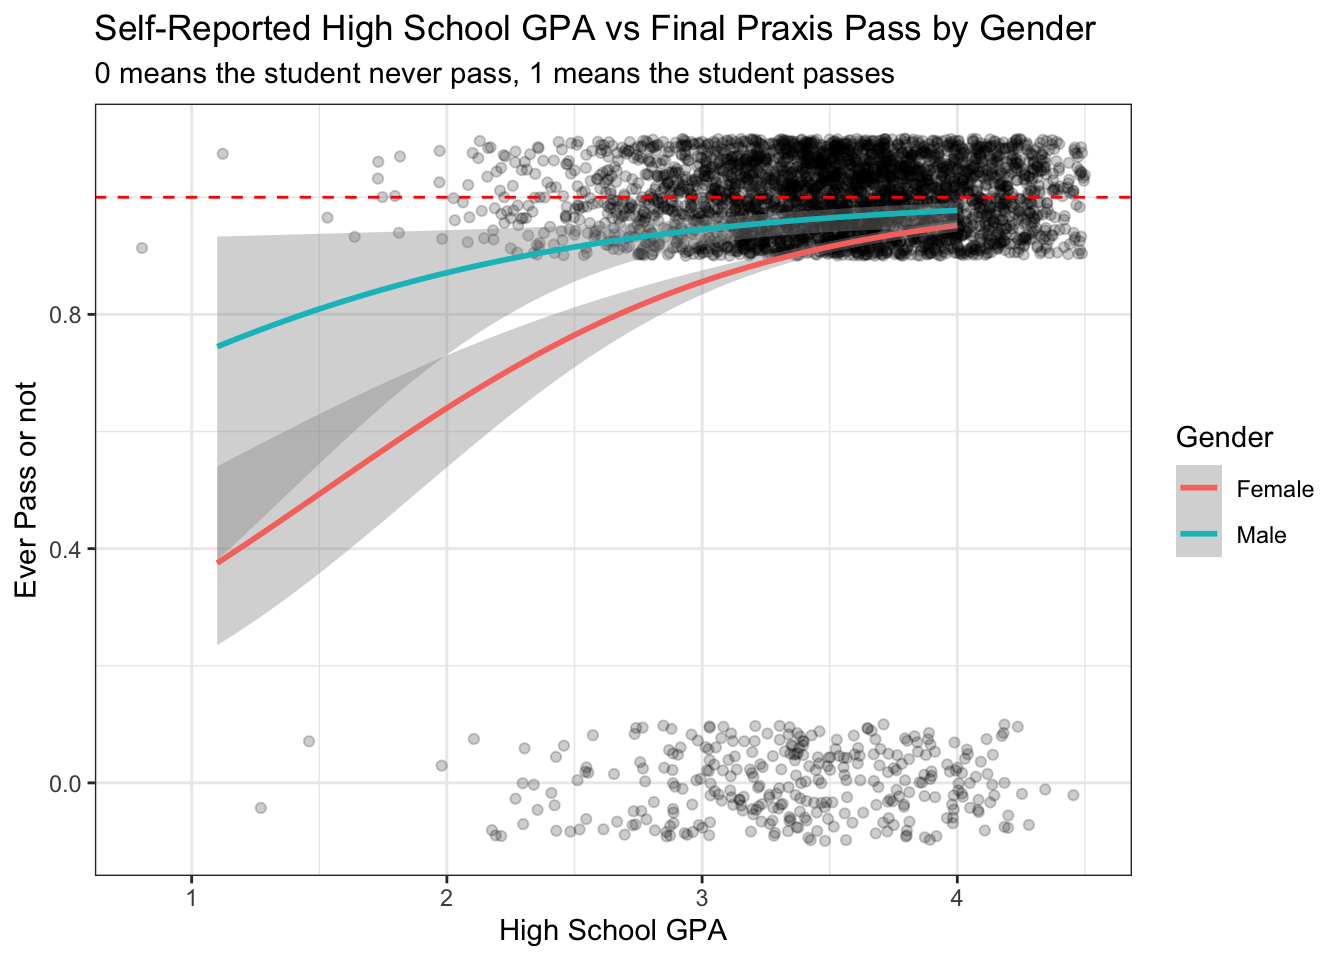 Self-Reported High School GPA vs Final Praxis Pass by Gender
0 means the student never pass, 1 means the student passes
Ever Pass or not
0.8
0.4
0.0
1 2 3 4
High School GPA
Gender
Female
Male